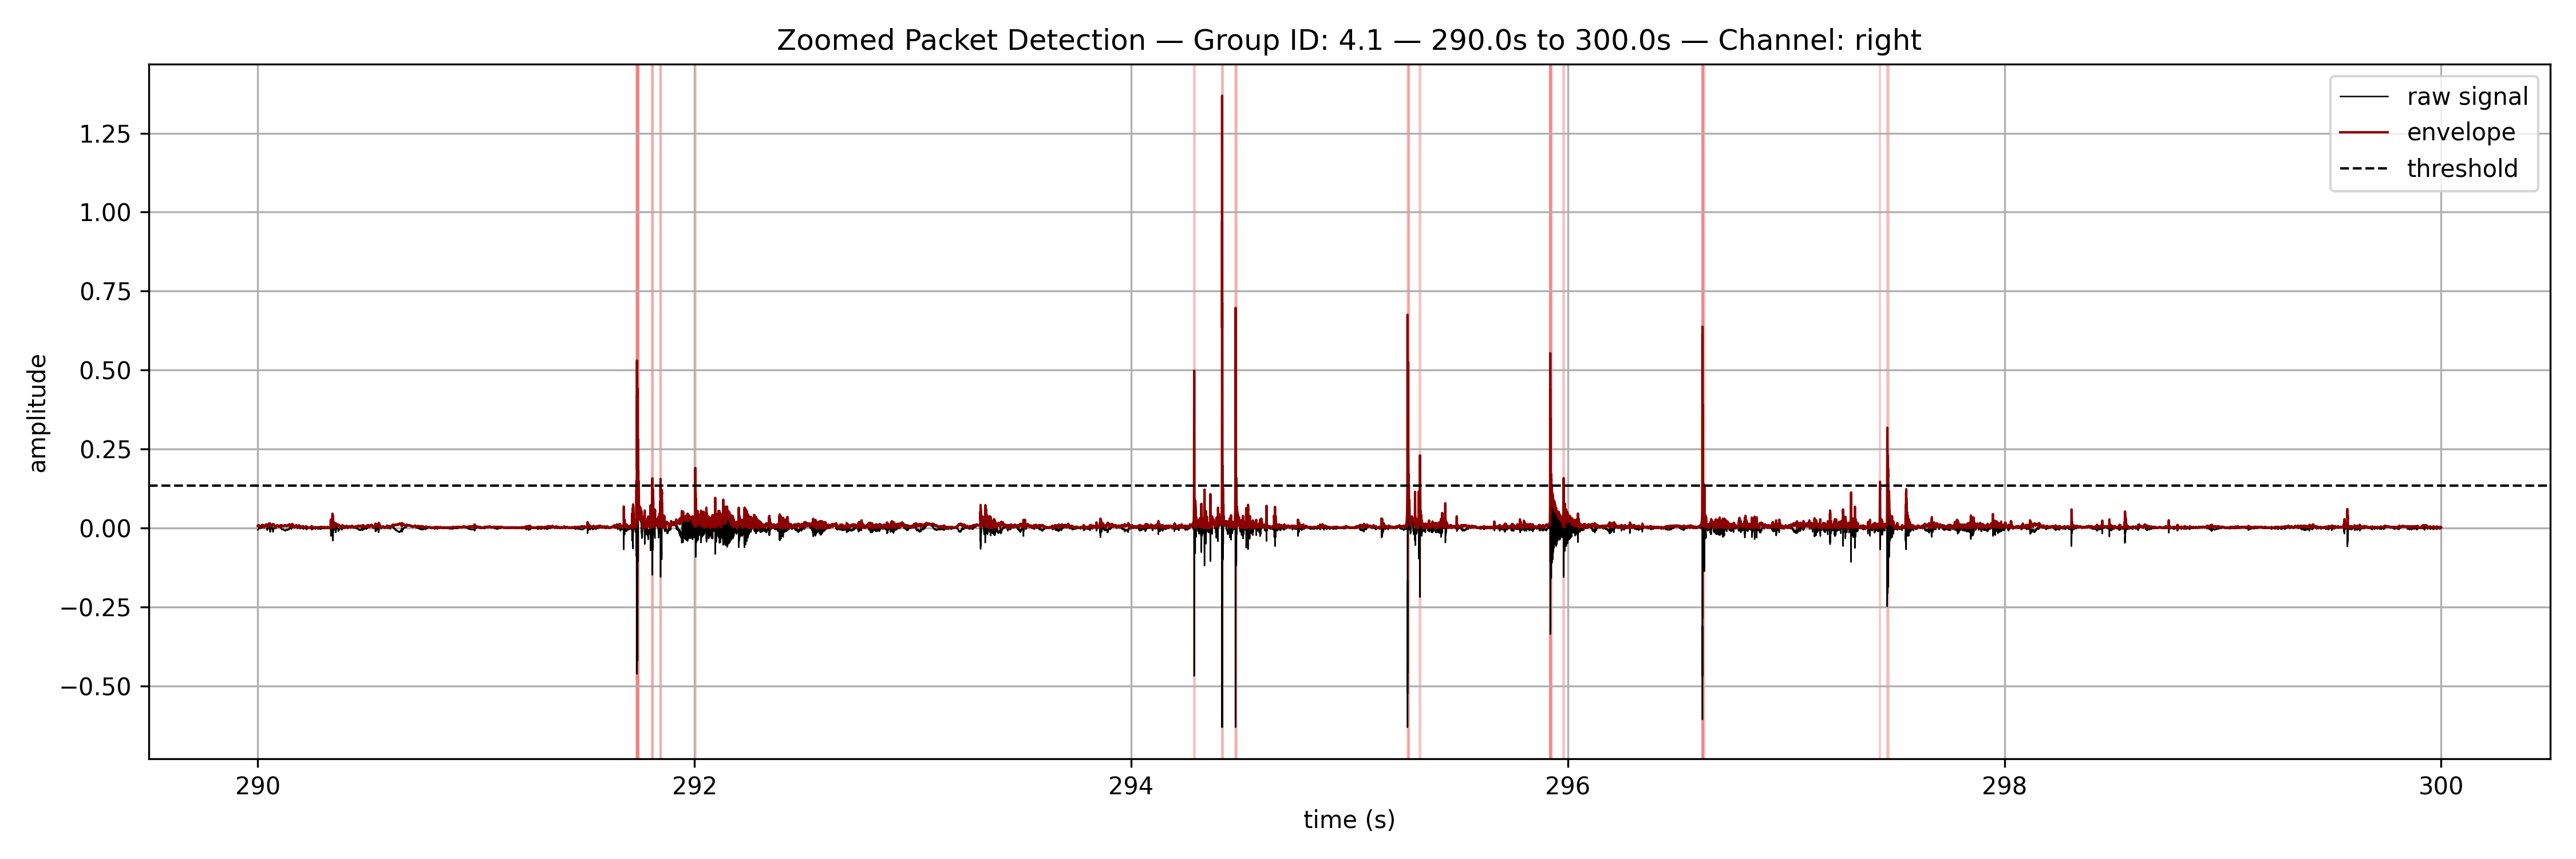 Zoomed Packet Detection — Group ID: 4.1 — 290.0s to 300.0s — Channel: right
raw signal
envelope
threshold
1.25
1.00
0.75
0.50
0.25
0.00
−0.25
−0.50
amplitude
290
292
294
296
298
300
time (s)